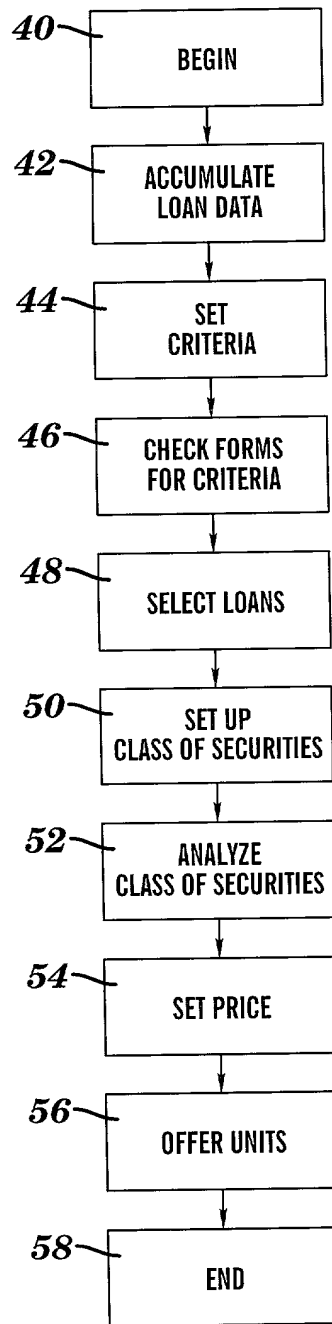 40
BEGIN
42
ACCUMULATE
LOAN DATA
44
SET
CRITERIA
46
CHECK FORMS
FOR CRITERIA
48
SELECT LOANS
50
SET UP
CLASS OF SECURITIES
52
ANALYZE
CLASS OF SECURITIES
54
SET PRICE
56
OFFER UNITS
58
END